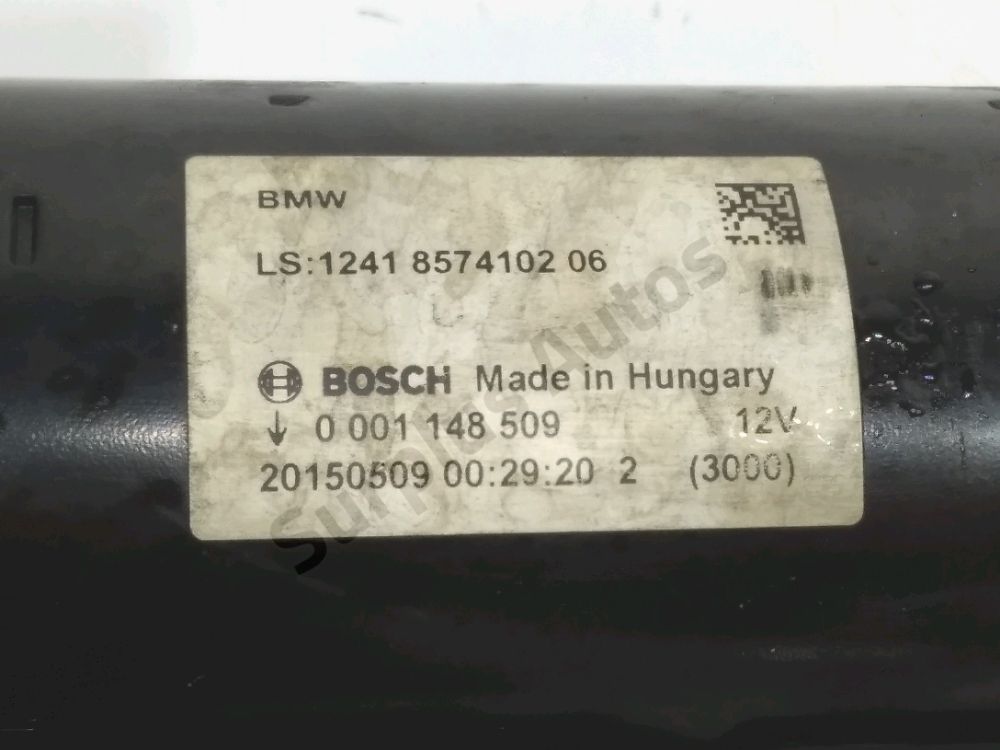 BMW
LS:1241 8574102 06
BOSCH Made in Hungary
↓ 0 001 148 509 12V
20150509 00:29:20 2 (3000)
Surplus Autos